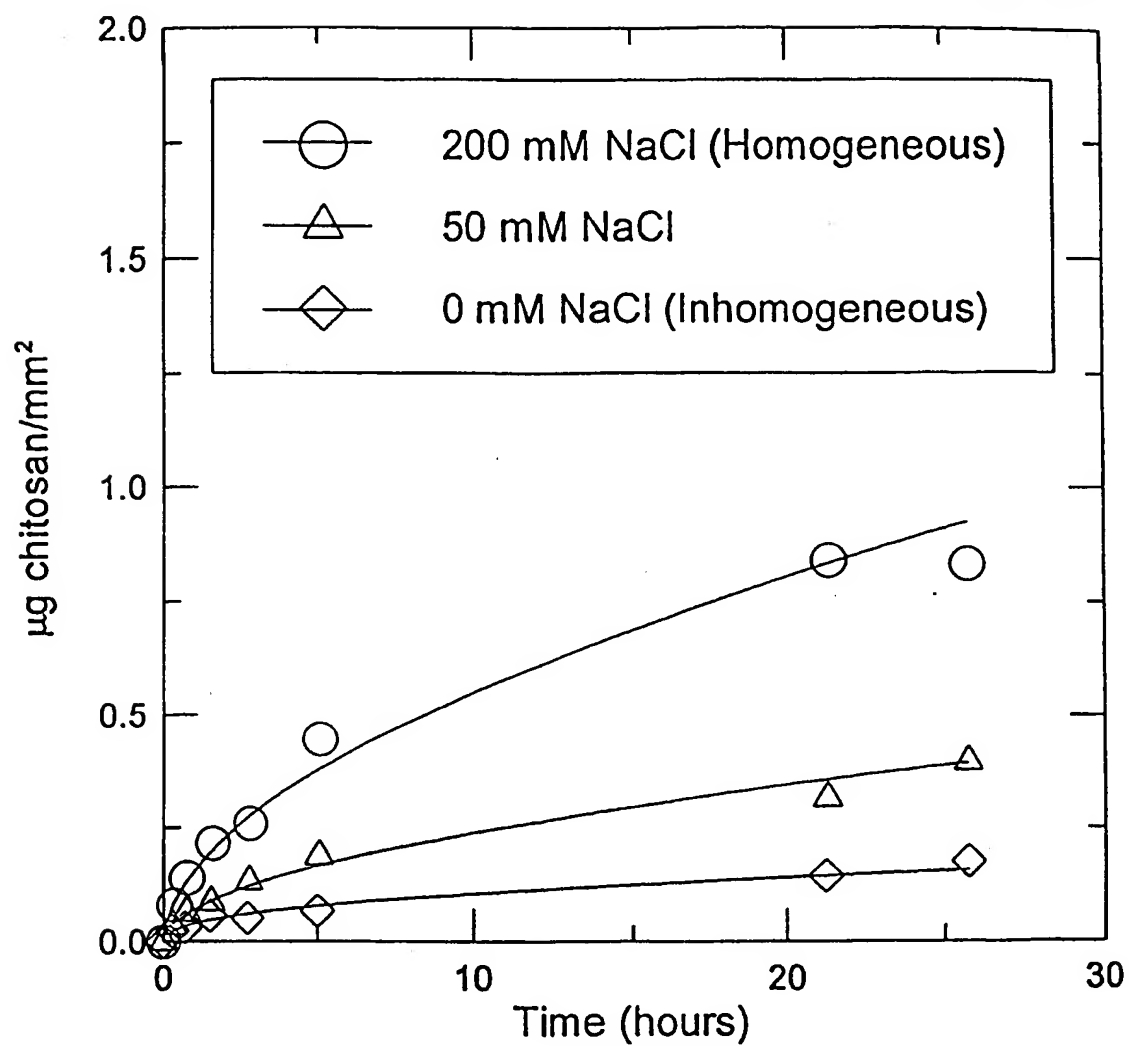 2.0
200 mM NaCl (Homogeneous)
50 mM NaCl
0 mM NaCl (Inhomogeneous)
1.5
1.0
0.5
0.0
µg chitosan/mm²
0 10 20 30
Time (hours)